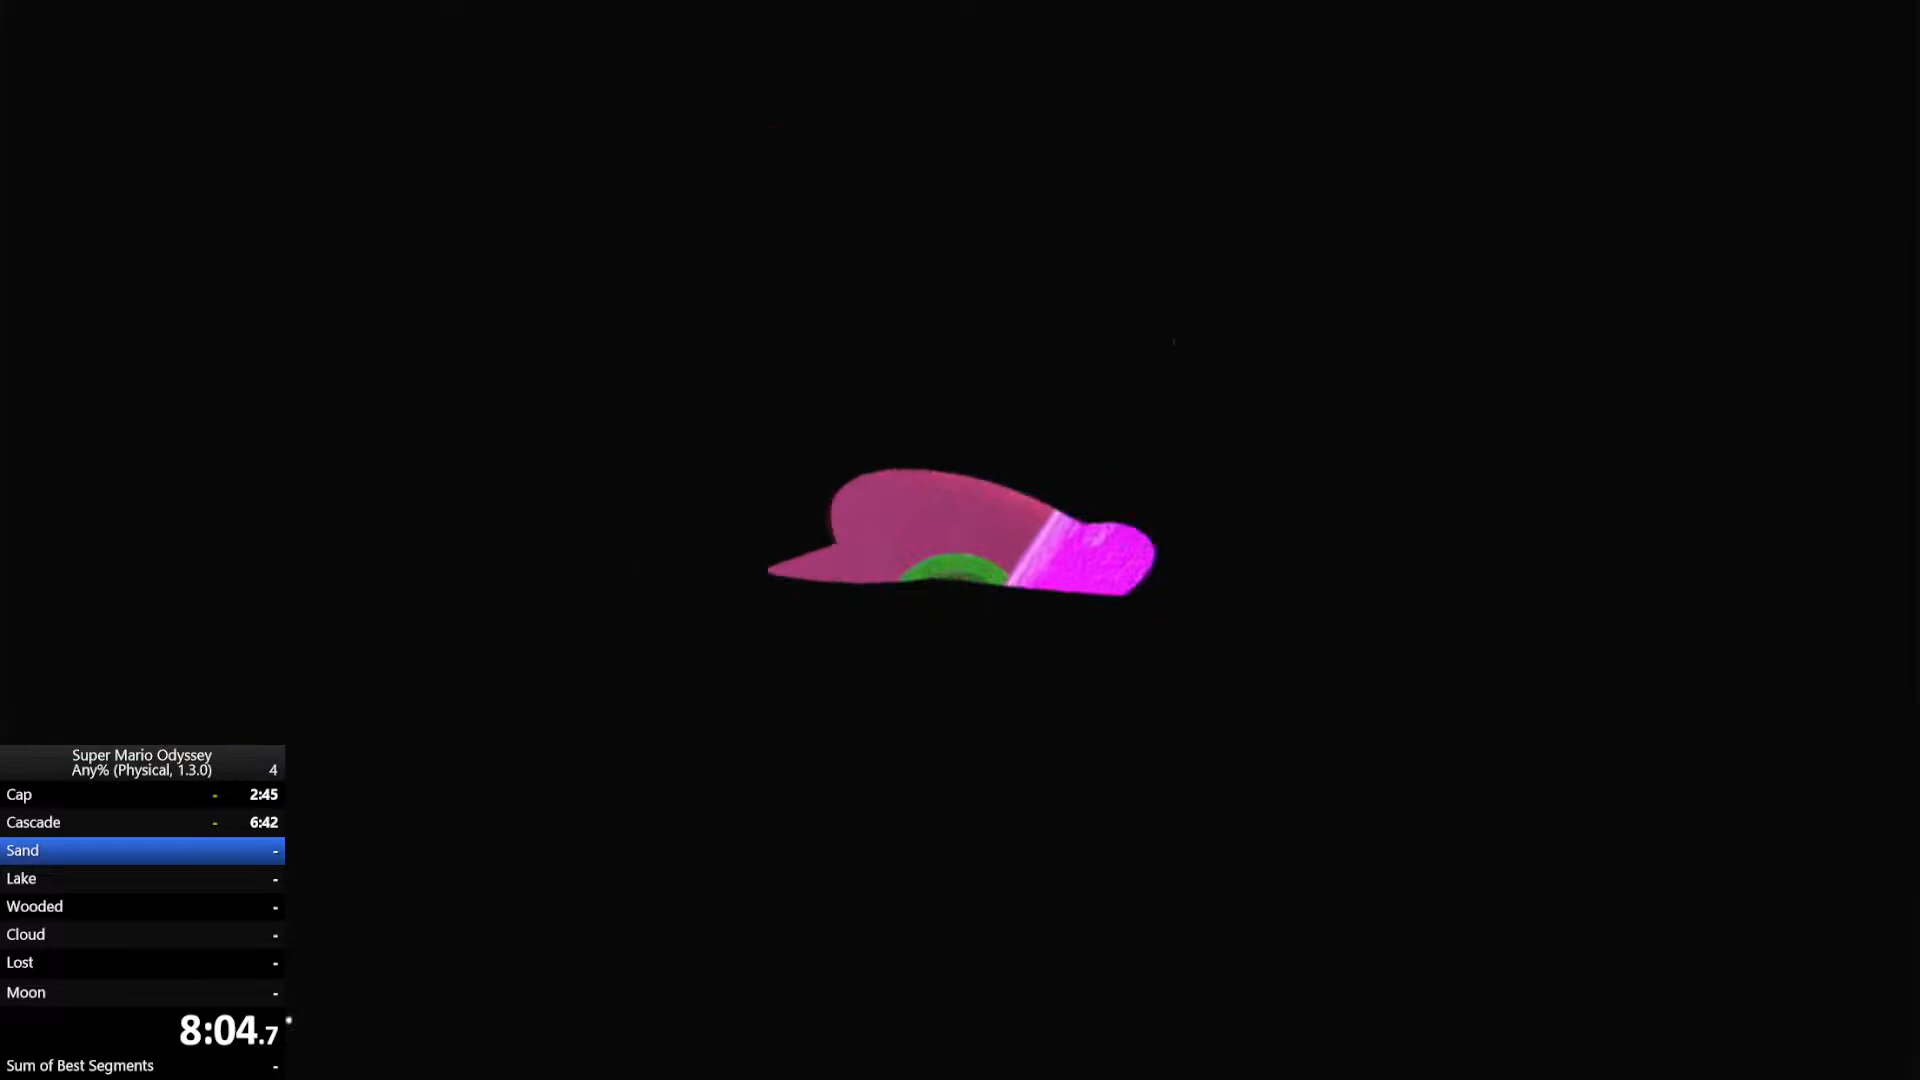 Super Mario Odyssey
Any% (Physical, 1.3.0) 4
Cap - 2:45
Cascade - 6:42
Sand -
Lake -
Wooded -
Cloud -
Lost -
Moon -
8:04.7
Sum of Best Segments -